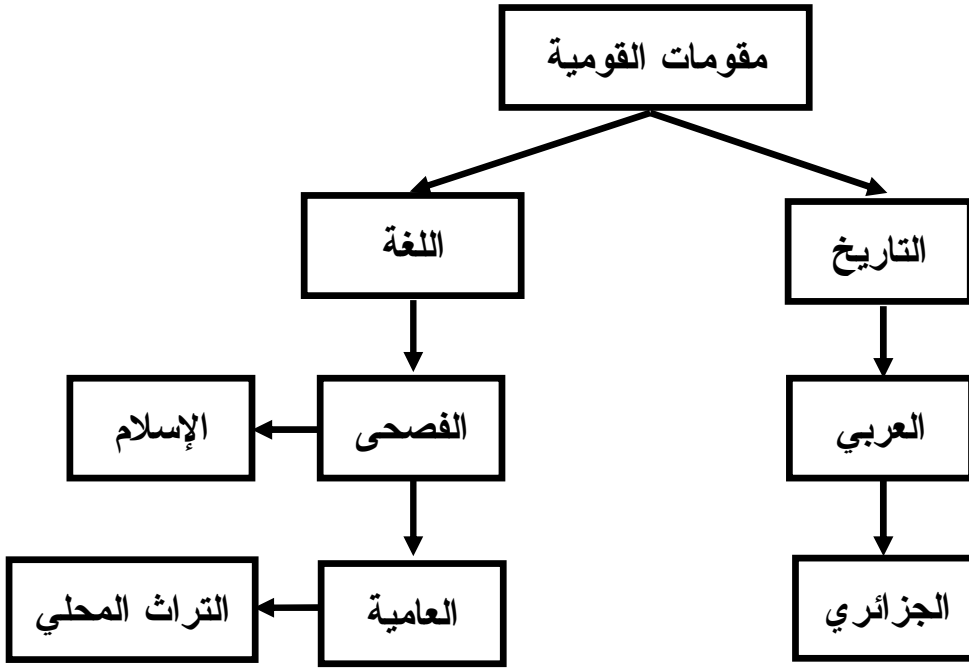 مقومات القومية
التاريخ
اللغة
العربي
الفصحى
الإسلام
الجزائري
العامية
التراث المحلي